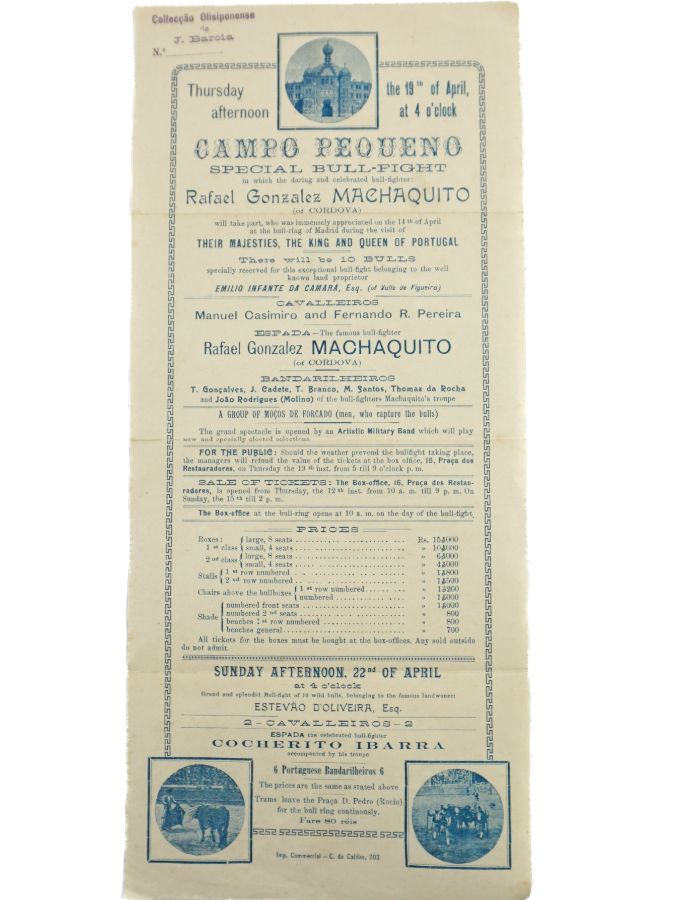 Collecção Olisiponense
de
J. Barcia
N.º
Thursday afternoon
the 19th of April, at 4 o'clock
CAMPO PEQUENO
SPECIAL BULL-FIGHT
in which the daring and celebrated bull-fighter:
Rafael Gonzalez MACHAQUITO
(of CORDOVA)
will take part, who was immensely appreciated on the 14th of April
at the bull-ring of Madrid during the visit of
THEIR MAJESTIES, THE KING AND QUEEN OF PORTUGAL
There will be 10 BULLS
specially reserved for this exceptional bull-fight belonging to the well
known land proprietor
EMILIO INFANTE DA CAMARA, Esq. (of Valle de Figueira)
CAVALLEIROS
Manuel Casimiro and Fernando R. Pereira
ESPADA—The famous bull-fighter
Rafael Gonzalez MACHAQUITO
(of CORDOVA)
BANDARILHEIROS
T. Gonçalves, J. Cadete, T. Branco, M. Santos, Thomaz da Rocha
and João Rodrigues (Molino) of the bull-fighters Machaquito's troupe
A GROUP OF MOÇOS DE FORCADO (men, who capture the bulls)
The grand spectacle is opened by an Artistic Military Band which will play
new and specially elected selections.
FOR THE PUBLIC: Should the weather prevend the bullfight taking place,
the managers will refund the value of the tickets at the box office, 16, Praça dos
Restauradores, on Thursday the 19th inst. from 5 till 9 o'clock p. m.
SALE OF TICKETS: The Box-office, 16, Praça dos Restau-
radores, is opened from Thursday, the 12th inst. from 10 a. m. till 9 p. m. On
Sunday, the 15th till 2 p. m.
The Box-office at the bull-ring opens at 10 a. m. on the day of the bull-fight
PRICES
Boxes: 1st class large, 8 seats Rs. 15$000
small, 4 seats » 10$000
2nd class large, 8 seats » 6$000
small, 4 seats » 4$000
Stalls 1st row numbered » 1$800
2nd row numbered » 1$500
Chairs above the bullboxes 1st row numbered » 1$200
numbered » 1$000
Shade numbered front seats » 1$000
numbered 2nd seats » 800
benches 1st row numbered » 800
benches general » 700
All tickets for the boxes must be bought at the box-offices. Any sold outside
do not admit.
SUNDAY AFTERNOON, 22nd OF APRIL
at 4 o'clock
Grand and splendid Bull-fight of 10 wild bulls, belonging to the famous landowner:
ESTEVÃO D'OLIVEIRA, Esq.
2-CAVALLEIROS-2
ESPADA the celebrated bull-fighter
COCHERITO IBARRA
accompanied by his troupe
6 Portuguese Bandarilheiros 6
The prices are the same as stated above
Trams leave the Praça D. Pedro (Rocio)
for the bull ring continously.
Fare 80 réis
Imp. Commercial—C. do Caldas, 203